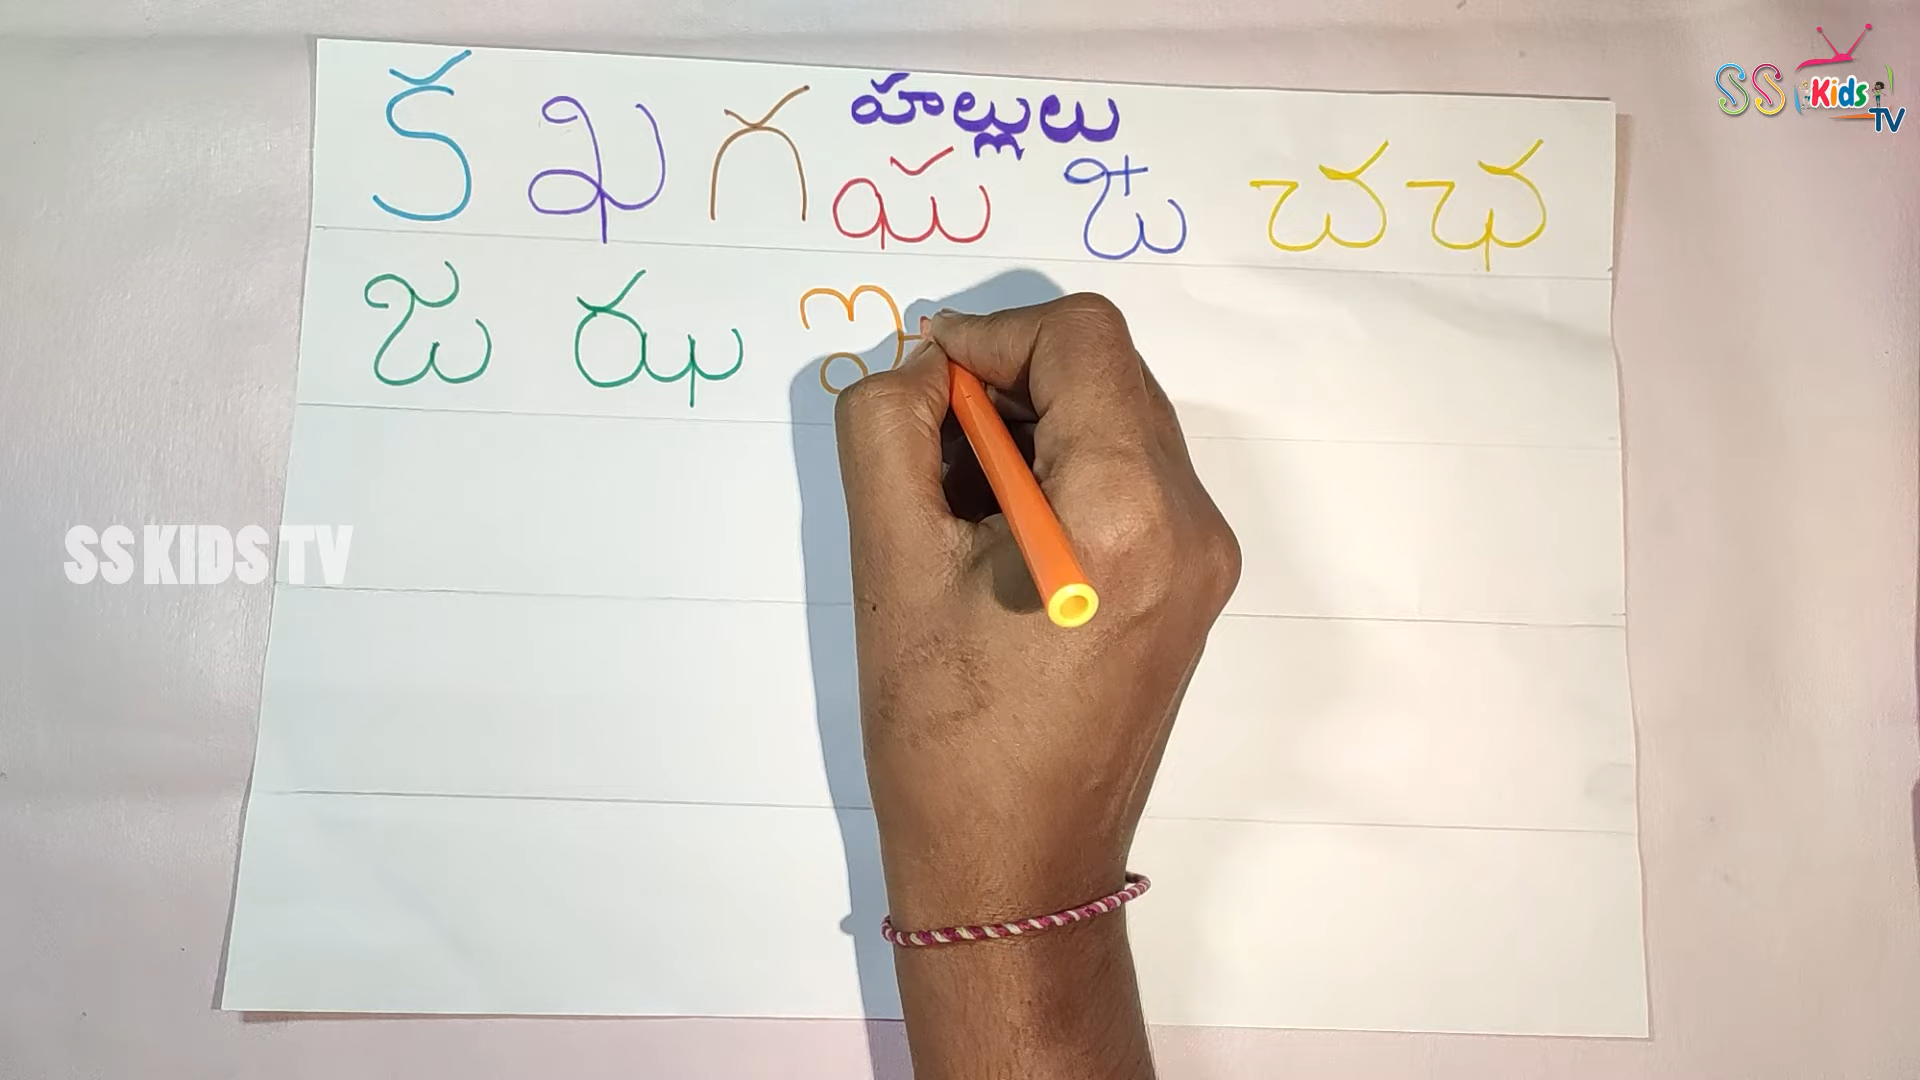 హల్లులు
క ఖ గ ఘ ఙ చ ఛ
జ ఝ ఞ
SS KIDS TV
SS Kids TV